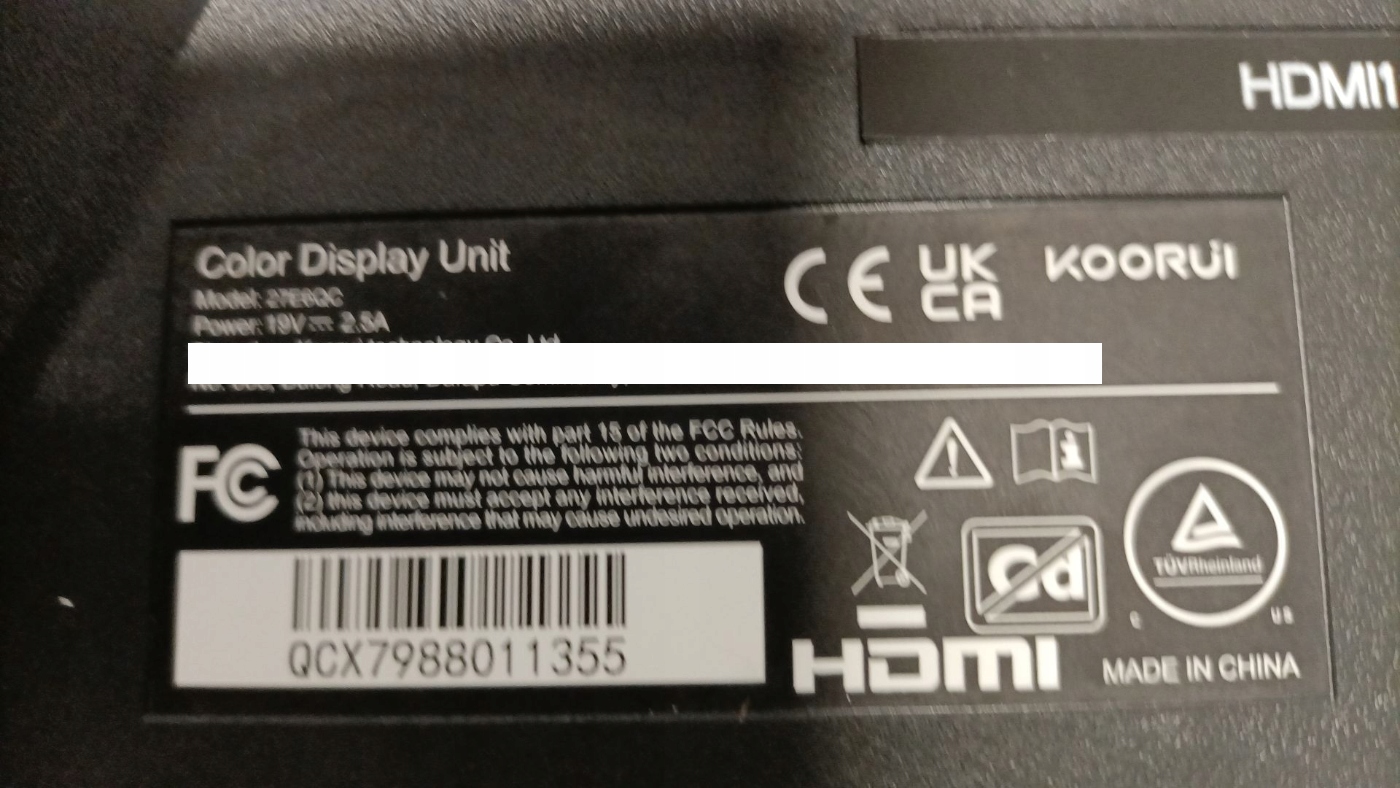 HDMI1
Color Display Unit
Model: 27E6QC
Power: 19V⎓ 2.5A
CE
UK
CA
KOORUI
FC
This device complies with part 15 of the FCC Rules.
Operation is subject to the following two conditions:
(1) This device may not cause harmful interference, and
(2) this device must accept any interference received,
including interference that may cause undesired operation.
Cd
TÜVRheinland
C US
QCX7988011355
HDMI
MADE IN CHINA